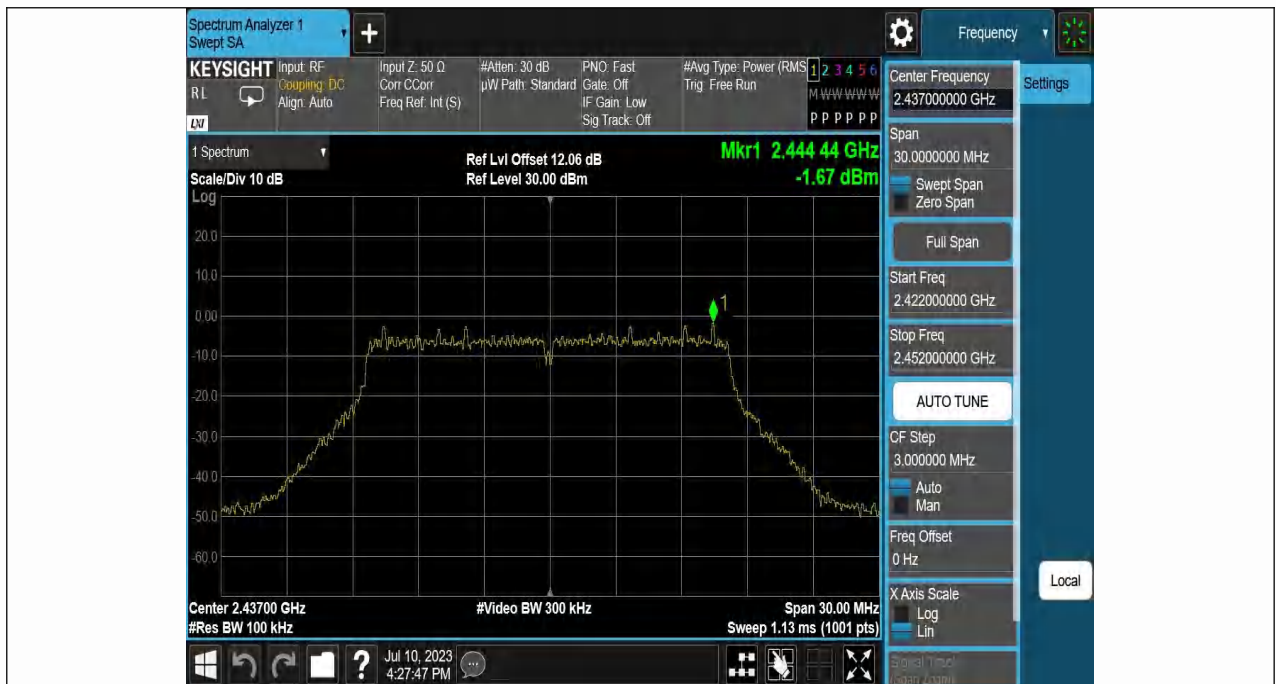 Spectrum Analyzer 1
Swept SA
+
Frequency
KEYSIGHT
RL
LXI
Input: RF
Coupling: DC
Align: Auto
Input Z: 50 Ω
Corr CCorr
Freq Ref: Int (S)
#Atten: 30 dB
µW Path: Standard
PNO: Fast
Gate: Off
IF Gain: Low
Sig Track: Off
#Avg Type: Power (RMS
Trig: Free Run
1 2 3 4 5 6
M W W W W W
P P P P P P
1 Spectrum
Scale/Div 10 dB
Log
Ref Lvl Offset 12.06 dB
Ref Level 30.00 dBm
Mkr1 2.444 44 GHz
-1.67 dBm
20.0
10.0
0.00
-10.0
-20.0
-30.0
-40.0
-50.0
-60.0
1
Center 2.43700 GHz
#Res BW 100 kHz
#Video BW 300 kHz
Span 30.00 MHz
Sweep 1.13 ms (1001 pts)
Center Frequency
2.437000000 GHz
Settings
Span
30.0000000 MHz
Swept Span
Zero Span
Full Span
Start Freq
2.422000000 GHz
Stop Freq
2.452000000 GHz
AUTO TUNE
CF Step
3.000000 MHz
Auto
Man
Freq Offset
0 Hz
X Axis Scale
Log
Lin
Local
Signal Track
(Span Zoom)
?
Jul 10, 2023
4:27:47 PM